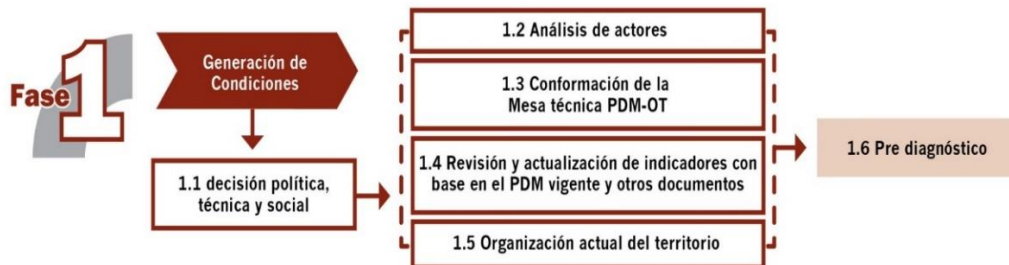 Fase 1
Generación de
Condiciones
1.1 decisión política,
técnica y social
1.2 Análisis de actores
1.3 Conformación de la
Mesa técnica PDM-OT
1.4 Revisión y actualización de indicadores con
base en el PDM vigente y otros documentos
1.5 Organización actual del territorio
1.6 Pre diagnóstico